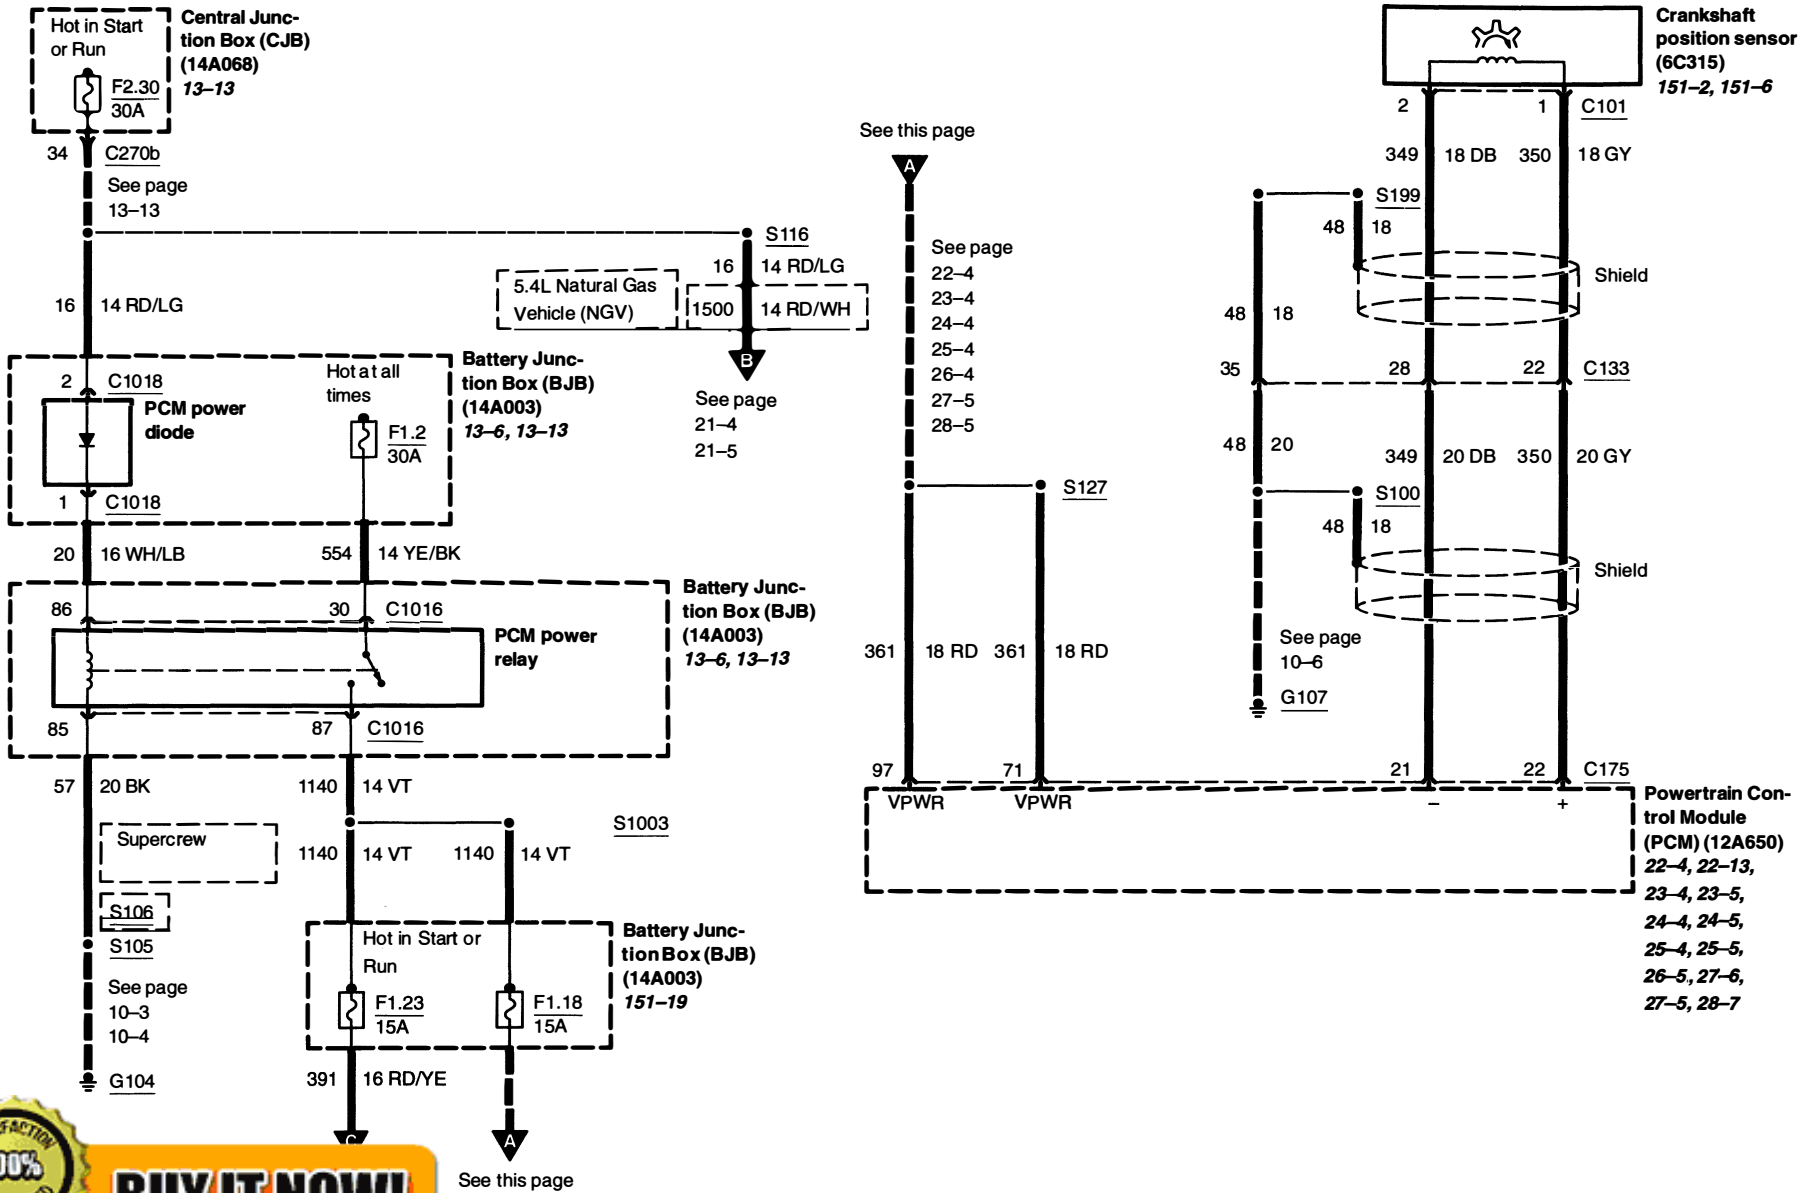 Hot in Start
or Run
F2.30
30A
Central Junc-
tion Box (CJB)
(14A068)
13–13
34
C270b
See page
13–13
S116
16
14 RD/LG
5.4L Natural Gas
Vehicle (NGV)
1500
14 RD/WH
B
See page
21–4
21–5
16
14 RD/LG
2
C1018
PCM power
diode
Hot at all
times
F1.2
30A
Battery Junc-
tion Box (BJB)
(14A003)
13–6, 13–13
1
C1018
20
16 WH/LB
554
14 YE/BK
86
30
C1016
PCM power
relay
Battery Junc-
tion Box (BJB)
(14A003)
13–6, 13–13
85
87
C1016
57
20 BK
1140
14 VT
Supercrew
S1003
1140
14 VT
1140
14 VT
S106
S105
See page
10–3
10–4
G104
Hot in Start or
Run
F1.23
15A
F1.18
15A
Battery Junc-
tion Box (BJB)
(14A003)
151–19
391
16 RD/YE
C
A
See this page
See this page
A
See page
22–4
23–4
24–4
25–4
26–4
27–5
28–5
S127
361
18 RD
361
18 RD
97
71
VPWR
VPWR
Crankshaft
position sensor
(6C315)
151–2, 151–6
2
1
C101
349
18 DB
350
18 GY
S199
48
18
Shield
48
18
35
28
22
C133
48
20
349
20 DB
350
20 GY
S100
48
18
Shield
See page
10–6
G107
21
22
C175
–
+
Powertrain Con-
trol Module
(PCM) (12A650)
22–4, 22–13,
23–4, 23–5,
24–4, 24–5,
25–4, 25–5,
26–5, 27–6,
27–5, 28–7
BUY IT NOW!